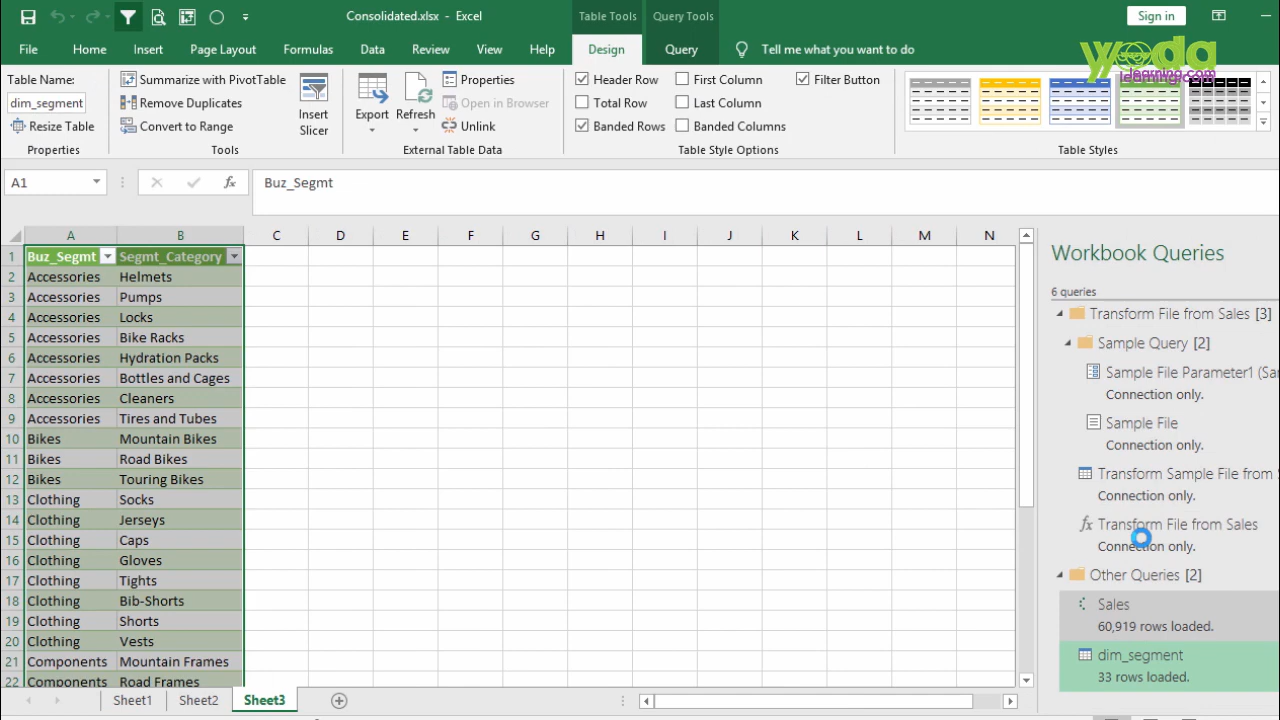 Consolidated.xlsx - Excel
Table Tools
Query Tools
Sign in
File
Home
Insert
Page Layout
Formulas
Data
Review
View
Help
Design
Query
Tell me what you want to do
yoda
learning.com
Table Name:
dim_segment
Resize Table
Properties
Summarize with PivotTable
Remove Duplicates
Convert to Range
Tools
Insert
Slicer
Export
Refresh
Properties
Open in Browser
Unlink
External Table Data
Header Row
Total Row
Banded Rows
First Column
Last Column
Banded Columns
Filter Button
Table Style Options
Table Styles
A1
fx
Buz_Segmt
A B C D E F G H I J K L M N
1 Buz_Segmt Segmt_Category
2 Accessories Helmets
3 Accessories Pumps
4 Accessories Locks
5 Accessories Bike Racks
6 Accessories Hydration Packs
7 Accessories Bottles and Cages
8 Accessories Cleaners
9 Accessories Tires and Tubes
10 Bikes Mountain Bikes
11 Bikes Road Bikes
12 Bikes Touring Bikes
13 Clothing Socks
14 Clothing Jerseys
15 Clothing Caps
16 Clothing Gloves
17 Clothing Tights
18 Clothing Bib-Shorts
19 Clothing Shorts
20 Clothing Vests
21 Components Mountain Frames
22 Components Road Frames
Workbook Queries
6 queries
Transform File from Sales [3]
Sample Query [2]
Sample File Parameter1 (Sa
Connection only.
Sample File
Connection only.
Transform Sample File from
Connection only.
fx Transform File from Sales
Connection only.
Other Queries [2]
Sales
60,919 rows loaded.
dim_segment
33 rows loaded.
Sheet1
Sheet2
Sheet3